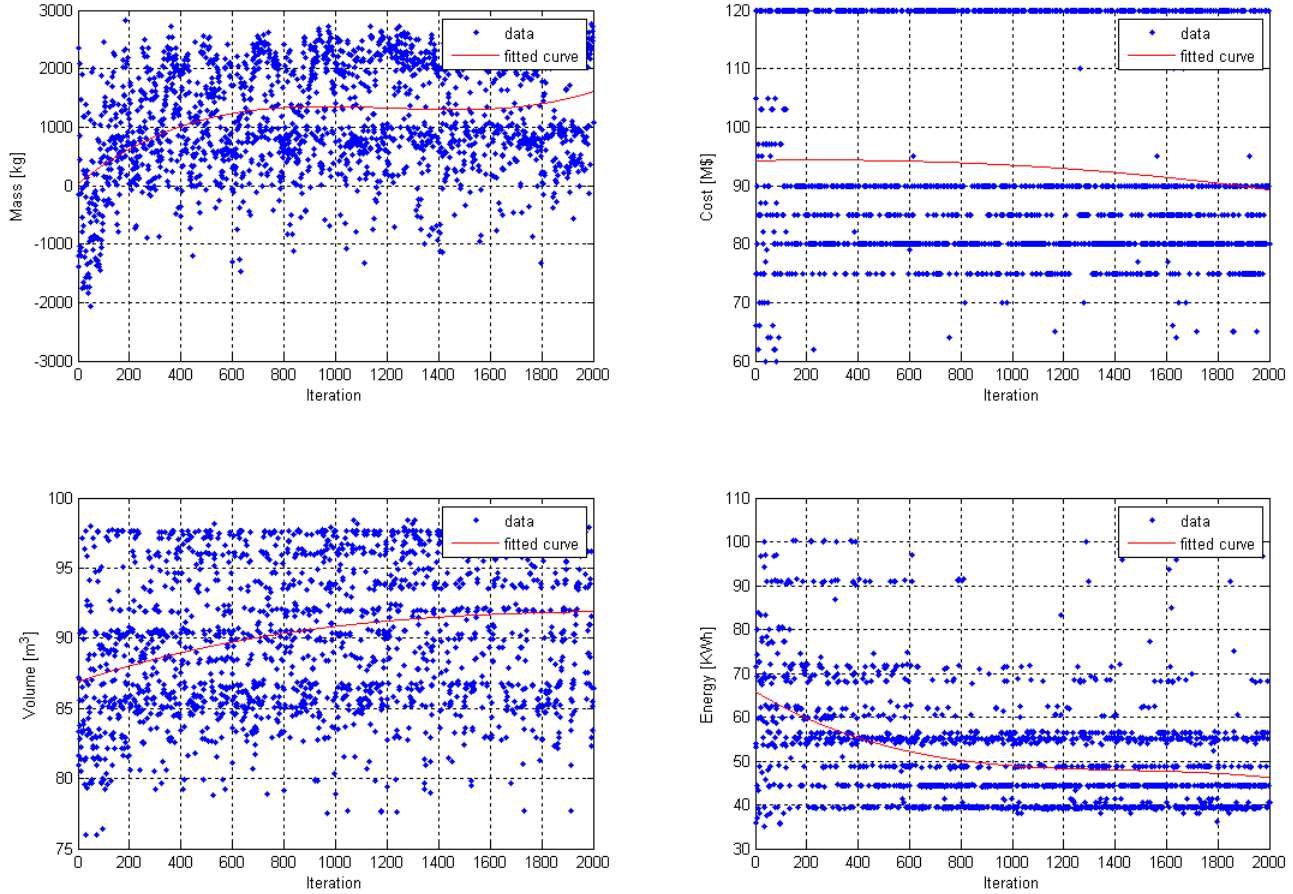 3000
2000
1000
0
-1000
-2000
-3000
Mass [kg]
0 200 400 600 800 1000 1200 1400 1600 1800 2000
Iteration
data
fitted curve
120
110
100
90
80
70
60
Cost [M$]
0 200 400 600 800 1000 1200 1400 1600 1800 2000
Iteration
data
fitted curve
100
95
90
85
80
75
Volume [m³]
0 200 400 600 800 1000 1200 1400 1600 1800 2000
Iteration
data
fitted curve
110
100
90
80
70
60
50
40
30
Energy [KWh]
0 200 400 600 800 1000 1200 1400 1600 1800 2000
Iteration
data
fitted curve